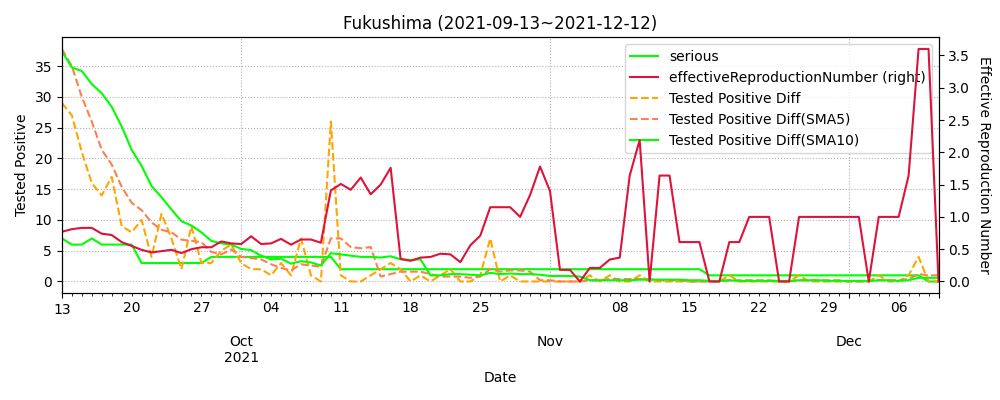 Fukushima (2021-09-13~2021-12-12)
serious
effectiveReproductionNumber (right)
Tested Positive Diff
Tested Positive Diff(SMA5)
Tested Positive Diff(SMA10)
Tested Positive
35
30
25
20
15
10
5
0
Effective Reproduction Number
3.5
3.0
2.5
2.0
1.5
1.0
0.5
0.0
13 20 27 04 11 18 25 08 15 22 29 06
Oct Nov Dec
2021
Date